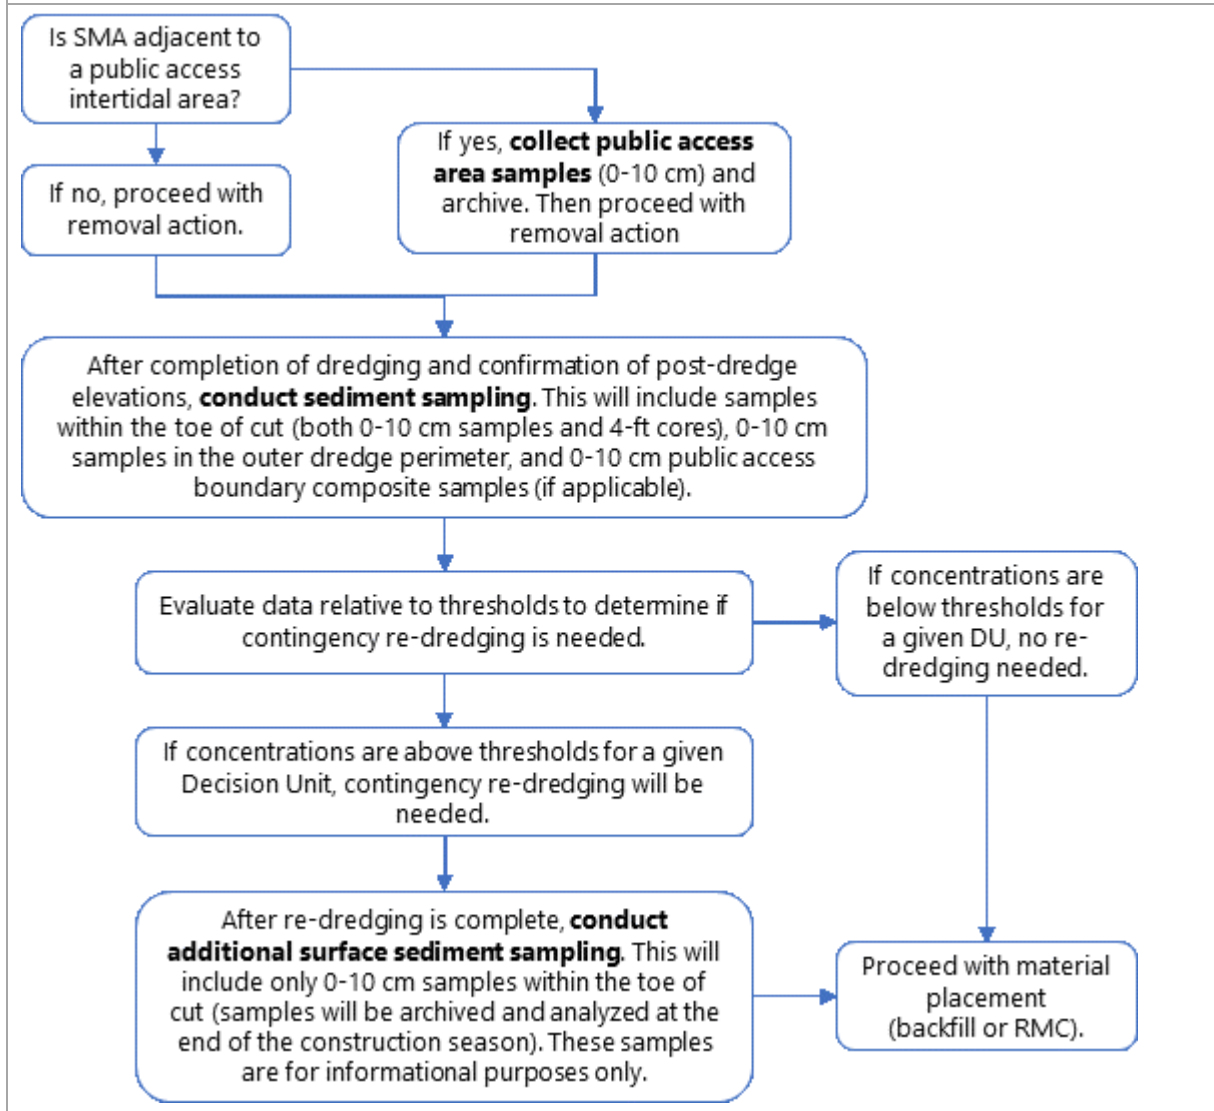 Is SMA adjacent to
a public access
intertidal area?
If no, proceed with
removal action.
If yes, collect public access
area samples (0-10 cm) and
archive. Then proceed with
removal action
After completion of dredging and confirmation of post-dredge
elevations, conduct sediment sampling. This will include samples
within the toe of cut (both 0-10 cm samples and 4-ft cores), 0-10 cm
samples in the outer dredge perimeter, and 0-10 cm public access
boundary composite samples (if applicable).
Evaluate data relative to thresholds to determine if
contingency re-dredging is needed.
If concentrations are
below thresholds for
a given DU, no re-
dredging needed.
If concentrations are above thresholds for a given
Decision Unit, contingency re-dredging will be
needed.
After re-dredging is complete, conduct
additional surface sediment sampling. This will
include only 0-10 cm samples within the toe of
cut (samples will be archived and analyzed at the
end of the construction season). These samples
are for informational purposes only.
Proceed with material
placement
(backfill or RMC).